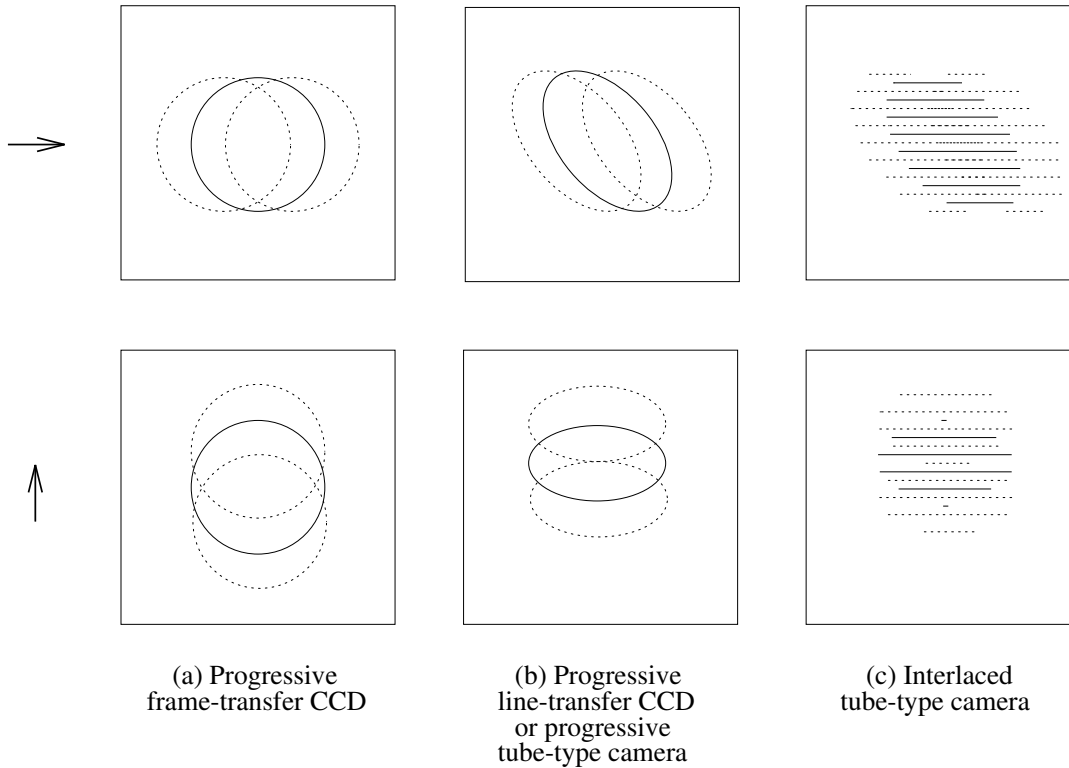 (a) Progressive
frame-transfer CCD
(b) Progressive
line-transfer CCD
or progressive
tube-type camera
(c) Interlaced
tube-type camera